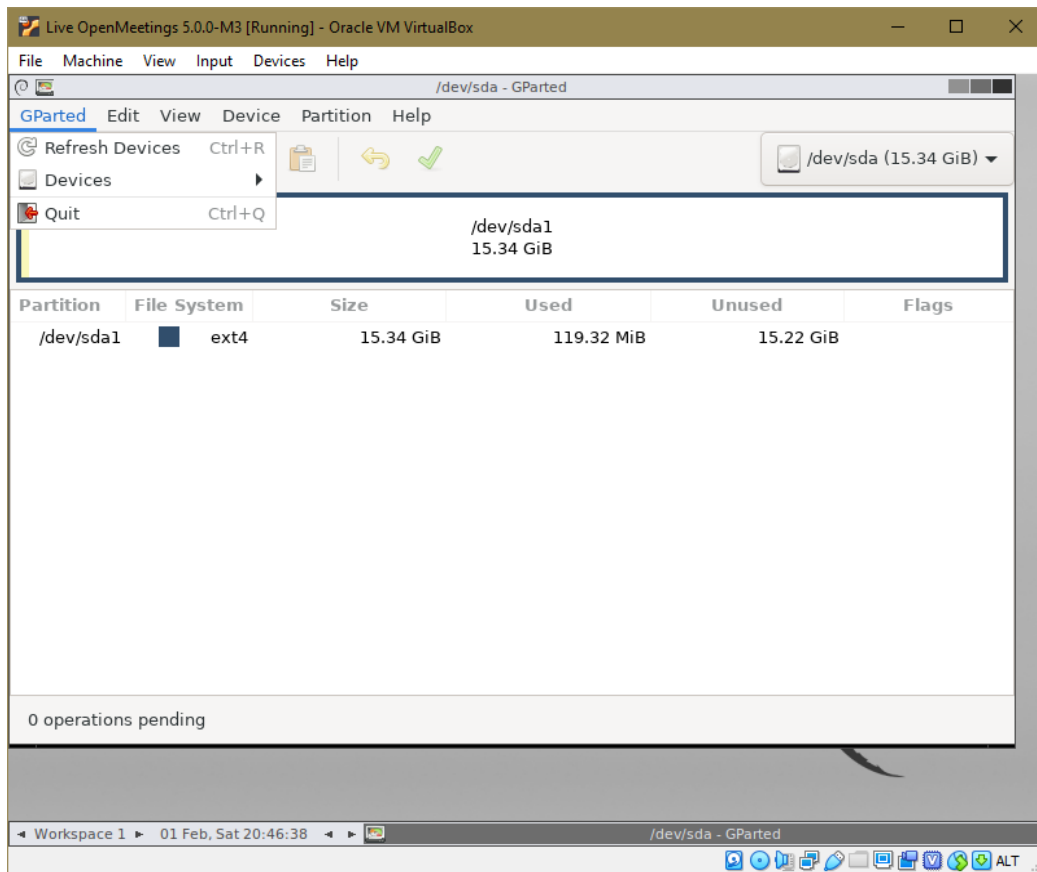 Live OpenMeetings 5.0.0-M3 [Running] - Oracle VM VirtualBox
File Machine View Input Devices Help
/dev/sda - GParted
GParted Edit View Device Partition Help
Refresh Devices Ctrl+R
/dev/sda (15.34 GiB)
Devices
Quit Ctrl+Q
/dev/sda1
15.34 GiB
Partition File System Size Used Unused Flags
/dev/sda1 ext4 15.34 GiB 119.32 MiB 15.22 GiB
0 operations pending
Workspace 1 01 Feb, Sat 20:46:38 /dev/sda - GParted
ALT